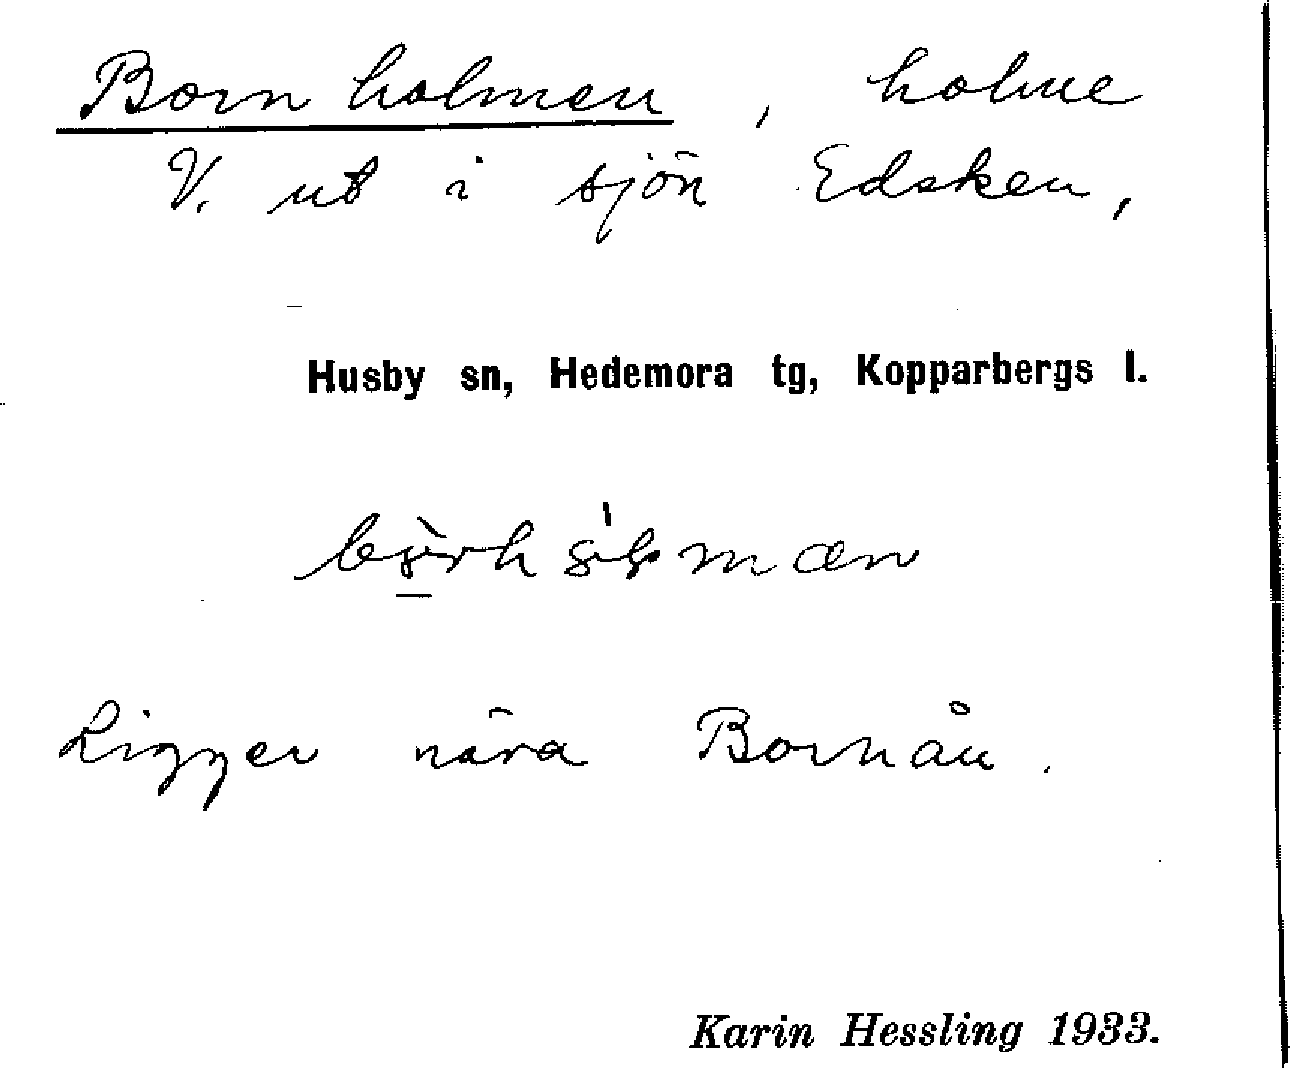 Bornholmen, holme
V. ut i sjön Edsken,
Husby sn, Hedemora tg, Kopparbergs l.
Ligger nära Bornån.
Karin Hessling 1933.